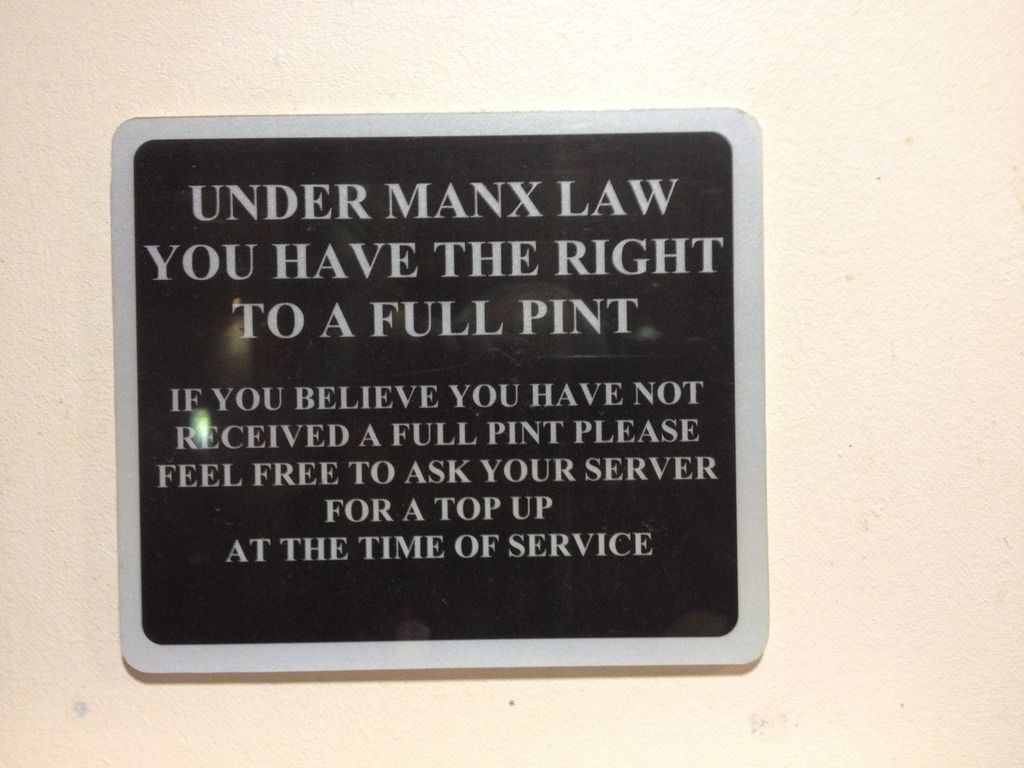 UNDER MANX LAW
YOU HAVE THE RIGHT
TO A FULL PINT
IF YOU BELIEVE YOU HAVE NOT
RECEIVED A FULL PINT PLEASE
FEEL FREE TO ASK YOUR SERVER
FOR A TOP UP
AT THE TIME OF SERVICE